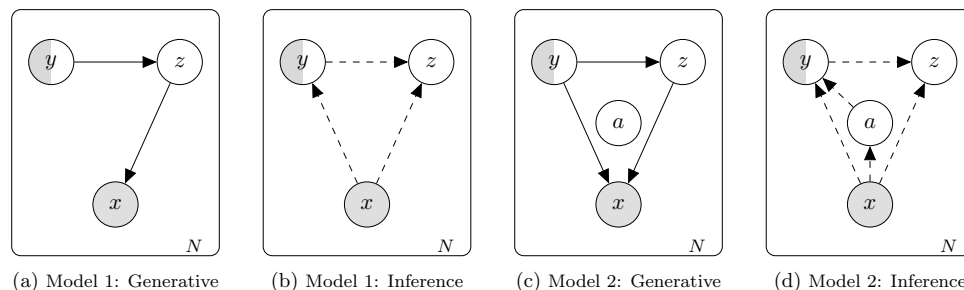 y z y z y z y z
a a
x x x x
N N N N
(a) Model 1: Generative (b) Model 1: Inference (c) Model 2: Generative (d) Model 2: Inference